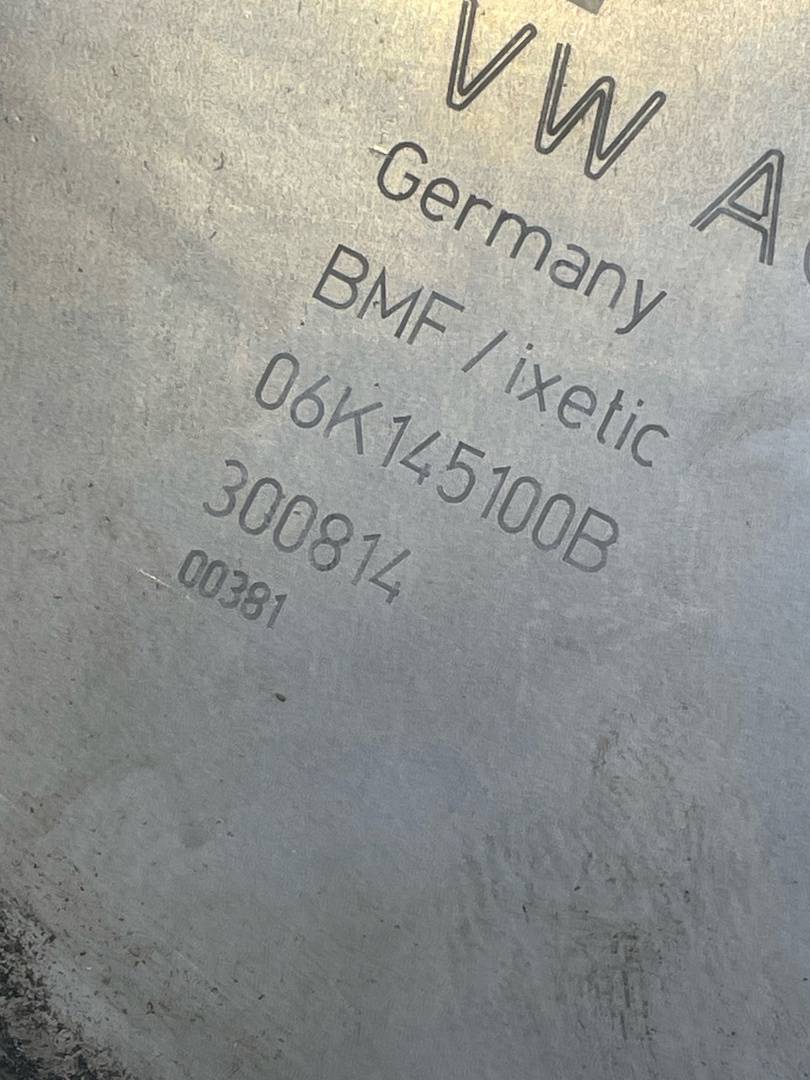 VW A
Germany
BMF / ixetic
06K145100B
300814
00381